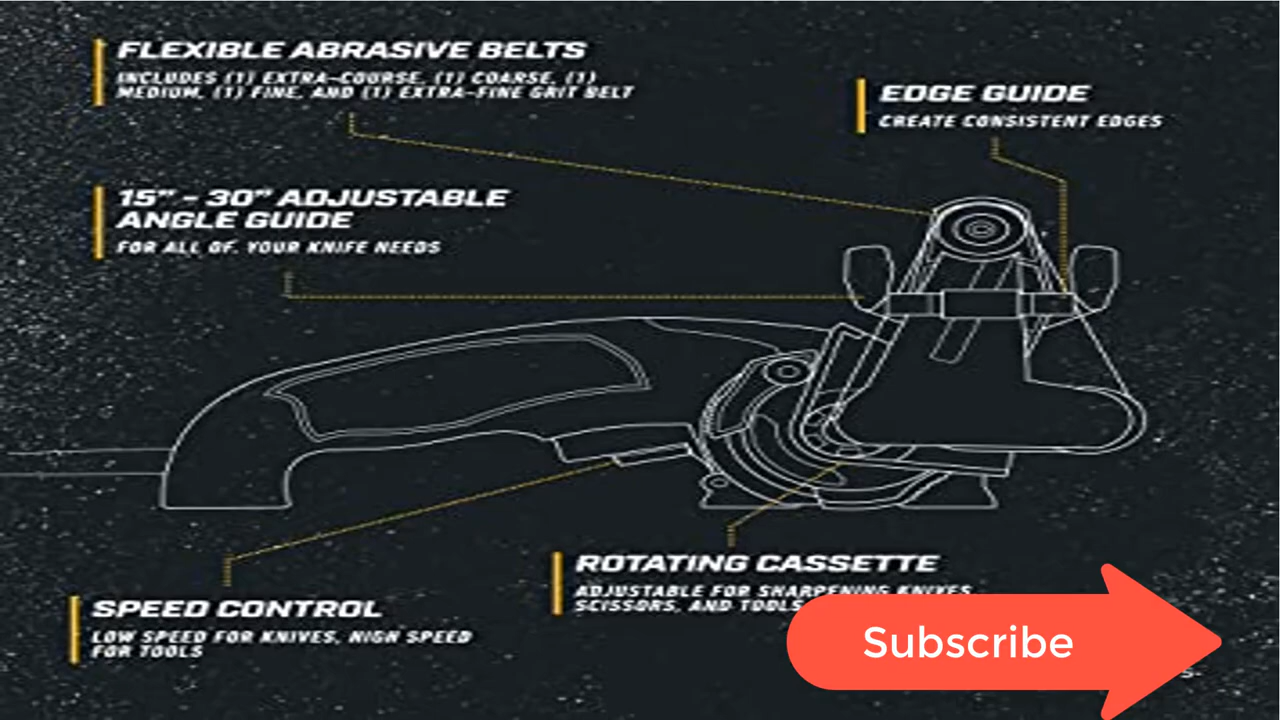 FLEXIBLE ABRASIVE BELTS
INCLUDES (1) EXTRA-COURSE, (1) COARSE, (1)
MEDIUM, (1) FINE, AND (1) EXTRA-FINE GRIT BELT
EDGE GUIDE
CREATE CONSISTENT EDGES
15” - 30” ADJUSTABLE
ANGLE GUIDE
FOR ALL OF. YOUR KNIFE NEEDS
ROTATING CASSETTE
ADJUSTABLE FOR SHARPENING KNIVES,
SCISSORS, AND TOOLS
SPEED CONTROL
LOW SPEED FOR KNIVES, HIGH SPEED
FOR TOOLS
Subscribe